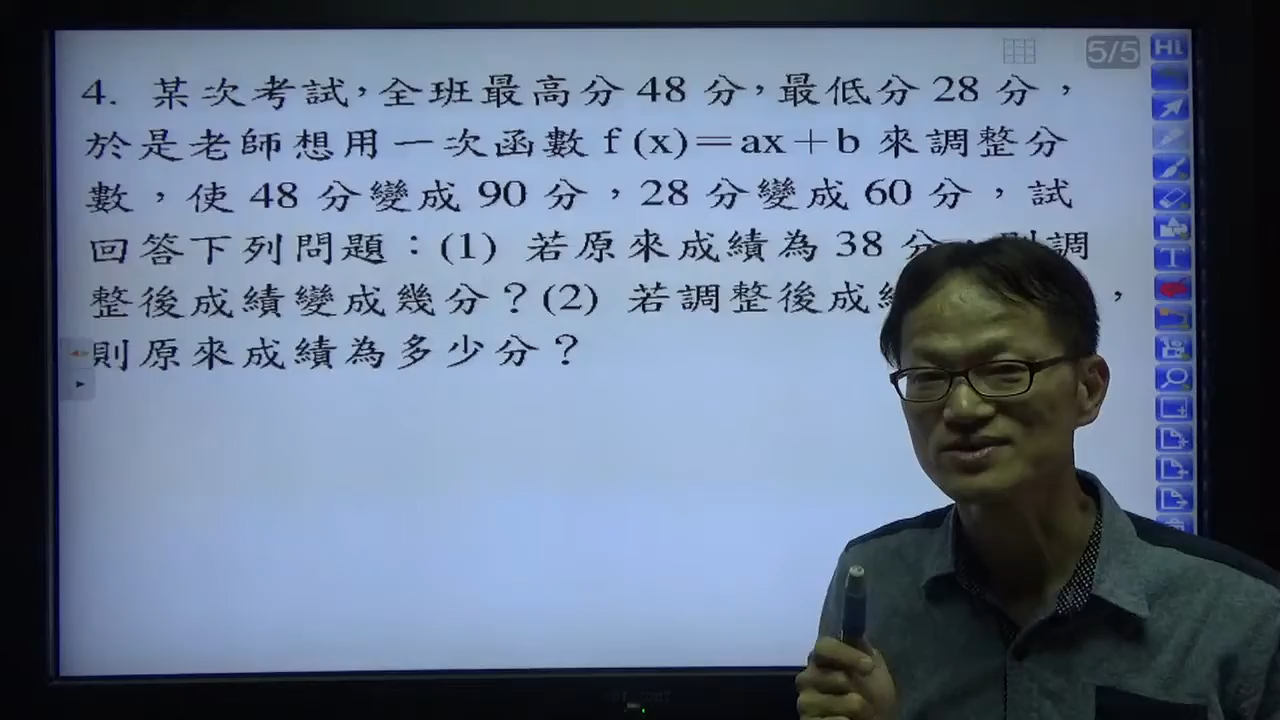 5/5
HL
4. 某次考試,全班最高分 48 分,最低分 28 分,
於是老師想用一次函數 f (x)=ax+b 來調整分
數,使 48 分變成 90 分,28 分變成 60 分,試
回答下列問題:(1) 若原來成績為 38 分,則調
整後成績變成幾分?(2) 若調整後成績 ,
則原來成績為多少分?
T